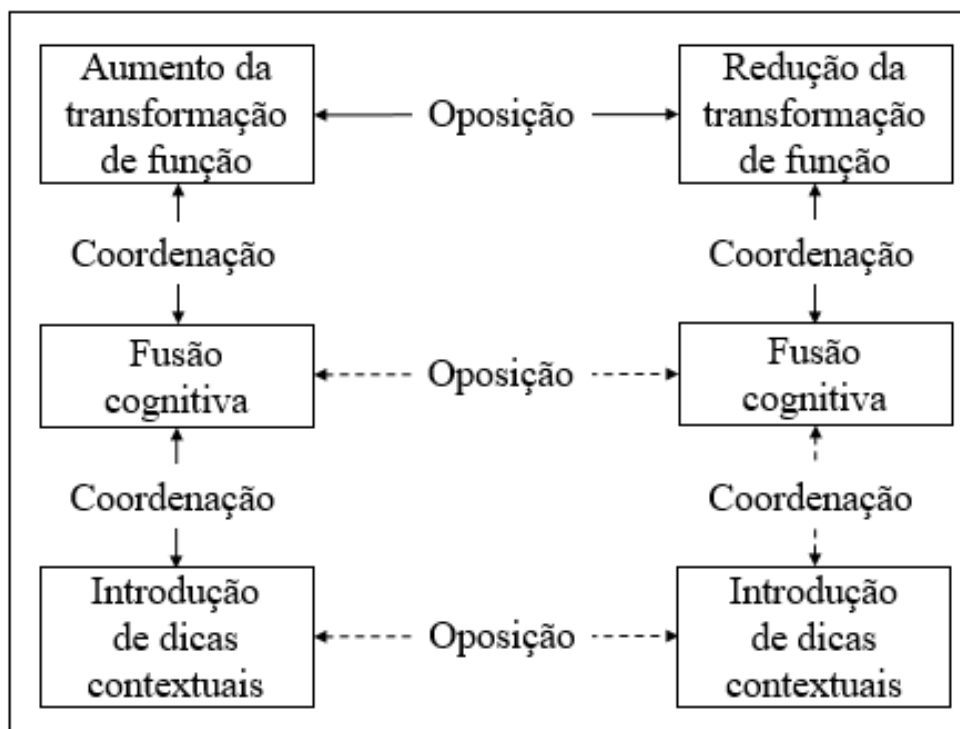 Aumento da
transformação
de função
Oposição
Redução da
transformação
de função
Coordenação
Coordenação
Fusão
cognitiva
Oposição
Fusão
cognitiva
Coordenação
Coordenação
Introdução
de dicas
contextuais
Oposição
Introdução
de dicas
contextuais